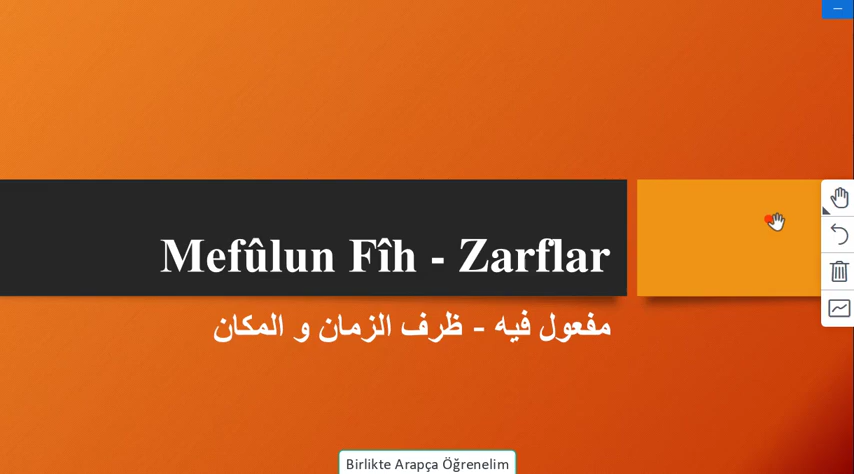 Mefûlun Fîh - Zarflar
مفعول فيه - ظرف الزمان و المكان
Birlikte Arapça Öğrenelim